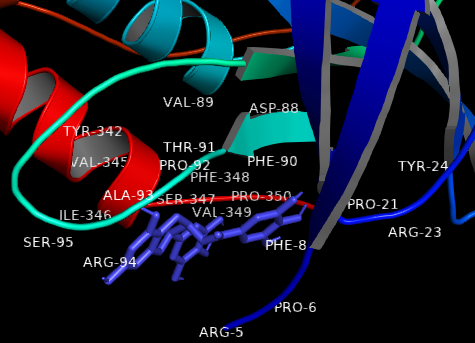 VAL-89
ASP-88
TYR-342
THR-91
VAL-345
PRO-92
PHE-90
PHE-348
TYR-24
ALA-93
SER-347
PRO-350
PRO-21
ILE-346
VAL-349
ARG-23
SER-95
PHE-8
ARG-94
PRO-6
ARG-5